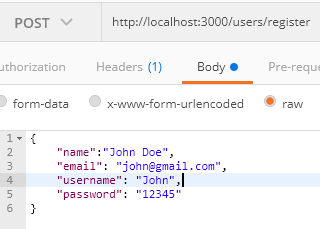 POST http://localhost:3000/users/register
uthorization Headers (1) Body Pre-reque
form-data x-www-form-urlencoded raw
1 {
2 "name":"John Doe",
3 "email": "john@gmail.com",
4 "username": "John",
5 "password": "12345"
6 }